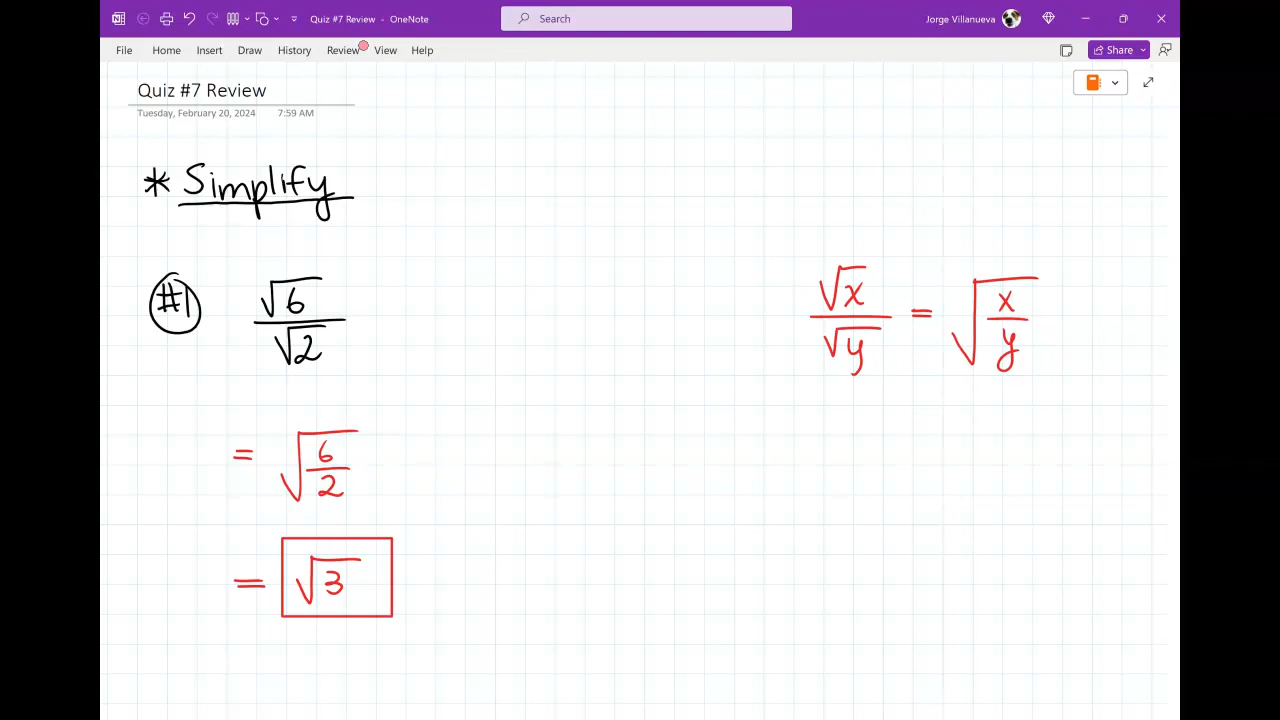 Quiz #7 Review - OneNote
Search
Jorge Villanueva
File Home Insert Draw History Review View Help
Share
Quiz #7 Review
Tuesday, February 20, 2024 7:59 AM
* Simplify
#1 √6/√2
√x/√y = √(x/y)
= √(6/2)
= √3